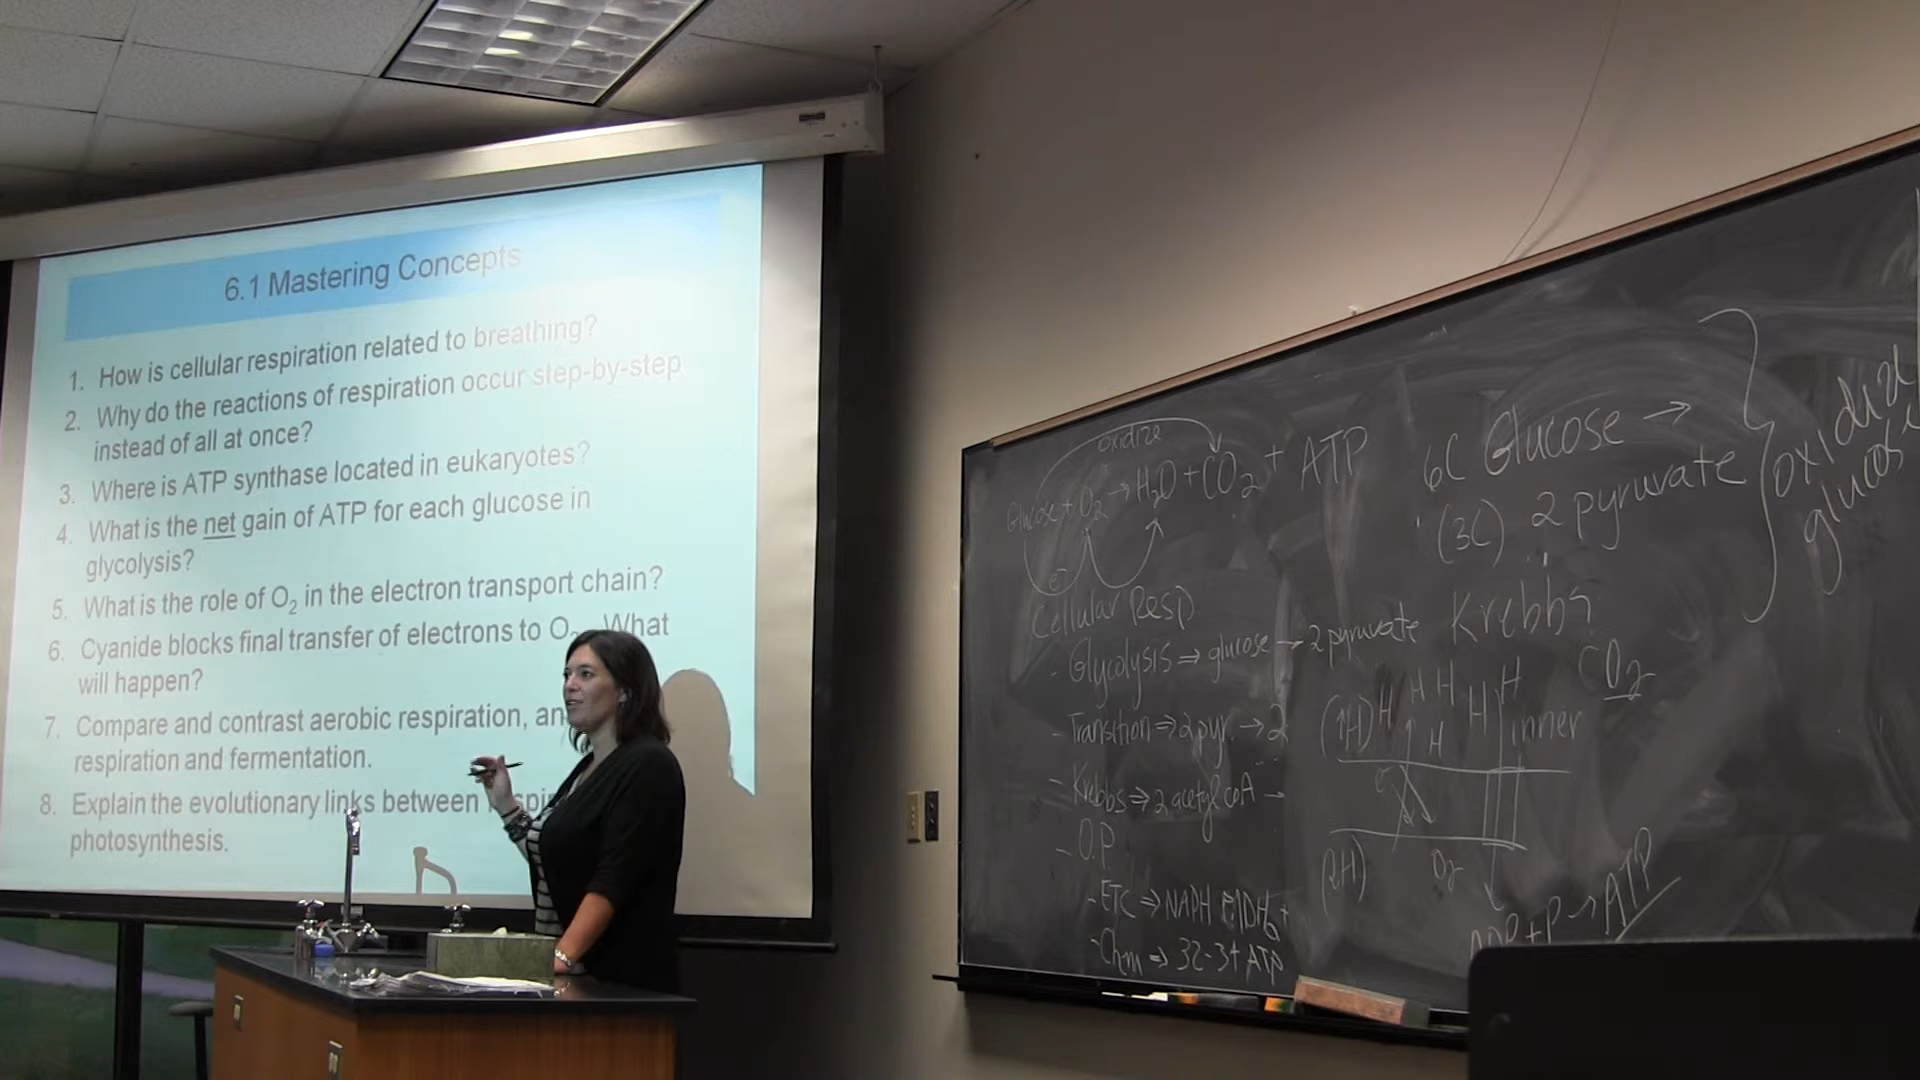 6.1 Mastering Concepts
1. How is cellular respiration related to breathing?
2. Why do the reactions of respiration occur step-by-step
instead of all at once?
3. Where is ATP synthase located in eukaryotes?
4. What is the net gain of ATP for each glucose in
glycolysis?
5. What is the role of O₂ in the electron transport chain?
6. Cyanide blocks final transfer of electrons to O₂ What
will happen?
7. Compare and contrast aerobic respiration, an
respiration and fermentation.
8. Explain the evolutionary links between
photosynthesis.
oxidize
Glucose + O₂ → H₂O + CO₂ + ATP
e⁻
Cellular Resp
- Glycolysis ⇒ glucose → 2 pyruvate
- Transition ⇒ 2 pyr. → 2
- Krebbs ⇒ 2 acetyl coA →
- O.P
- ETC ⇒
- Chm ⇒ 32-34 ATP
6C Glucose →
(3C) 2 pyruvate
Krebbs
CO₂
oxidize
glucose
(↑H) H H H H H H
inner
O₂
(↓H)
ADP + P → ATP